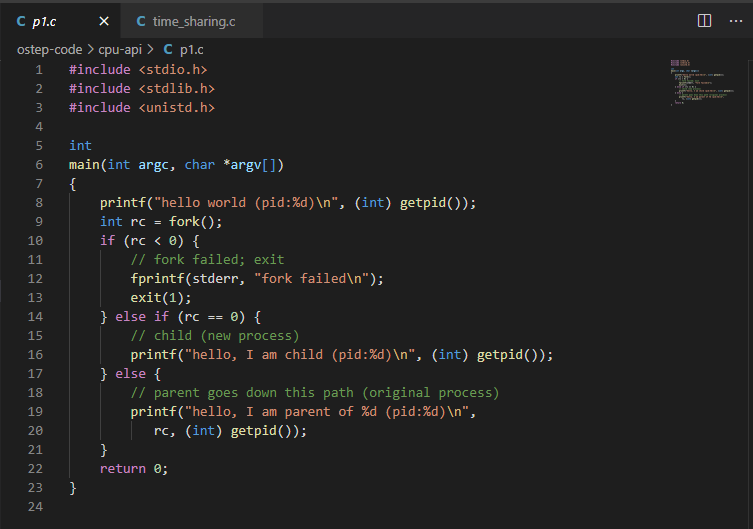 C p1.c × C time_sharing.c ···
ostep-code > cpu-api > C p1.c
1 #include <stdio.h>
2 #include <stdlib.h>
3 #include <unistd.h>
4
5 int
6 main(int argc, char *argv[])
7 {
8     printf("hello world (pid:%d)\n", (int) getpid());
9     int rc = fork();
10     if (rc < 0) {
11         // fork failed; exit
12         fprintf(stderr, "fork failed\n");
13         exit(1);
14     } else if (rc == 0) {
15         // child (new process)
16         printf("hello, I am child (pid:%d)\n", (int) getpid());
17     } else {
18         // parent goes down this path (original process)
19         printf("hello, I am parent of %d (pid:%d)\n",
20            rc, (int) getpid());
21     }
22     return 0;
23 }
24